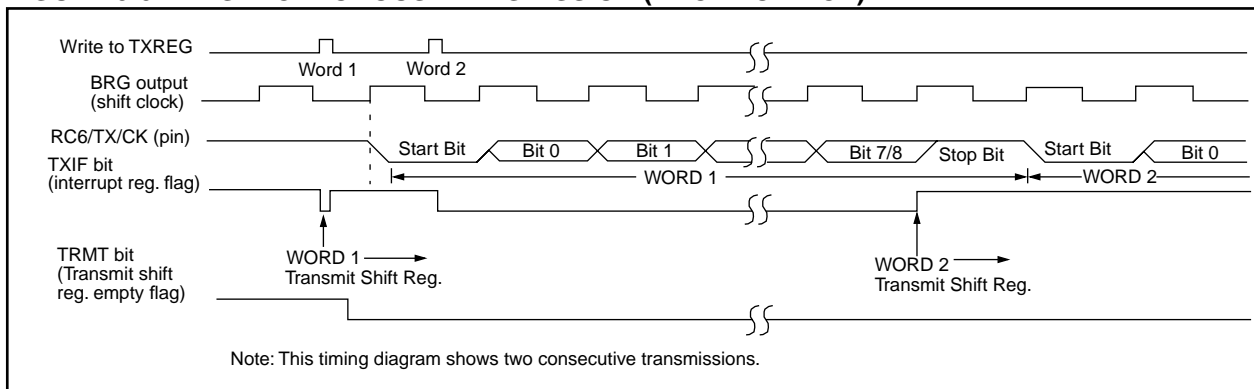 Write to TXREG
Word 1
Word 2
BRG output
(shift clock)
RC6/TX/CK (pin)
Start Bit
Bit 0
Bit 1
Bit 7/8
Stop Bit
Start Bit
Bit 0
TXIF bit
(interrupt reg. flag)
WORD 1
WORD 2
TRMT bit
(Transmit shift
reg. empty flag)
WORD 1
Transmit Shift Reg.
WORD 2
Transmit Shift Reg.
Note: This timing diagram shows two consecutive transmissions.